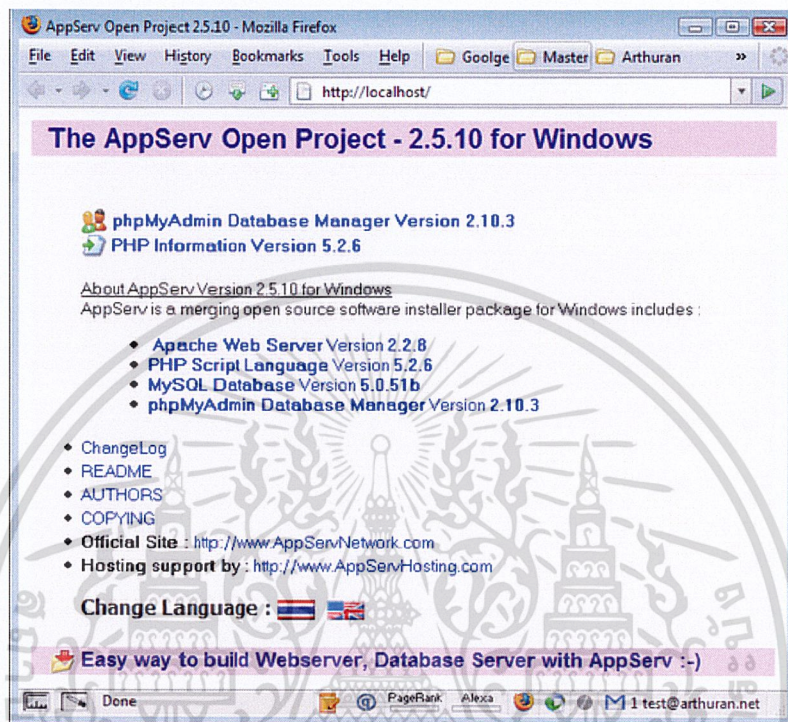 AppServ Open Project 2.5.10 - Mozilla Firefox
File Edit View History Bookmarks Tools Help Goolge Master Arthuran »
http://localhost/
The AppServ Open Project - 2.5.10 for Windows
phpMyAdmin Database Manager Version 2.10.3
PHP Information Version 5.2.6
About AppServ Version 2.5.10 for Windows
AppServ is a merging open source software installer package for Windows includes :
• Apache Web Server Version 2.2.8
• PHP Script Language Version 5.2.6
• MySQL Database Version 5.0.51b
• phpMyAdmin Database Manager Version 2.10.3
• ChangeLog
• README
• AUTHORS
• COPYING
• Official Site : http://www.AppServNetwork.com
• Hosting support by : http://www.AppServHosting.com
Change Language :
Easy way to build Webserver, Database Server with AppServ :-)
Done PageRank Alexa 1 test@arthuran.net